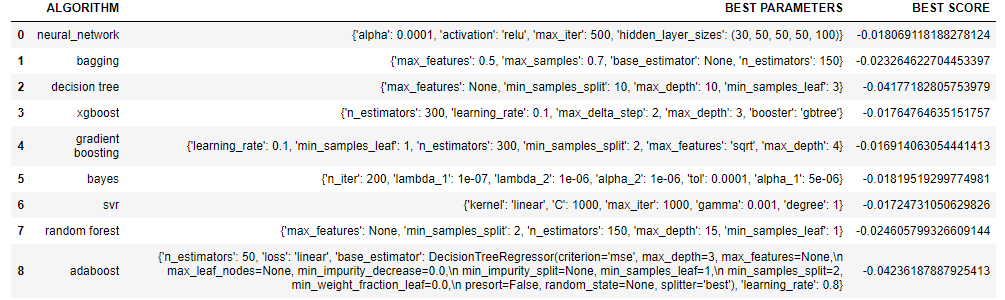 ALGORITHM BEST PARAMETERS BEST SCORE
0 neural_network {'alpha': 0.0001, 'activation': 'relu', 'max_iter': 500, 'hidden_layer_sizes': (30, 50, 50, 50, 100)} -0.018069118188278124
1 bagging {'max_features': 0.5, 'max_samples': 0.7, 'base_estimator': None, 'n_estimators': 150} -0.023264622704453397
2 decision tree {'max_features': None, 'min_samples_split': 10, 'max_depth': 10, 'min_samples_leaf': 3} -0.04177182805753979
3 xgboost {'n_estimators': 300, 'learning_rate': 0.1, 'max_delta_step': 2, 'max_depth': 3, 'booster': 'gbtree'} -0.01764764635151757
4 gradient boosting {'learning_rate': 0.1, 'min_samples_leaf': 1, 'n_estimators': 300, 'min_samples_split': 2, 'max_features': 'sqrt', 'max_depth': 4} -0.016914063054441413
5 bayes {'n_iter': 200, 'lambda_1': 1e-07, 'lambda_2': 1e-06, 'alpha_2': 1e-06, 'tol': 0.0001, 'alpha_1': 5e-06} -0.01819519299774981
6 svr {'kernel': 'linear', 'C': 1000, 'max_iter': 1000, 'gamma': 0.001, 'degree': 1} -0.01724731050629826
7 random forest {'max_features': None, 'min_samples_split': 2, 'n_estimators': 150, 'max_depth': 15, 'min_samples_leaf': 1} -0.024605799326609144
{'n_estimators': 50, 'loss': 'linear', 'base_estimator': DecisionTreeRegressor(criterion='mse', max_depth=3, max_features=None,\n
8 adaboost max_leaf_nodes=None, min_impurity_decrease=0.0,\n min_impurity_split=None, min_samples_leaf=1,\n min_samples_split=2, -0.04236187887925413
min_weight_fraction_leaf=0.0,\n presort=False, random_state=None, splitter='best'), 'learning_rate': 0.8}